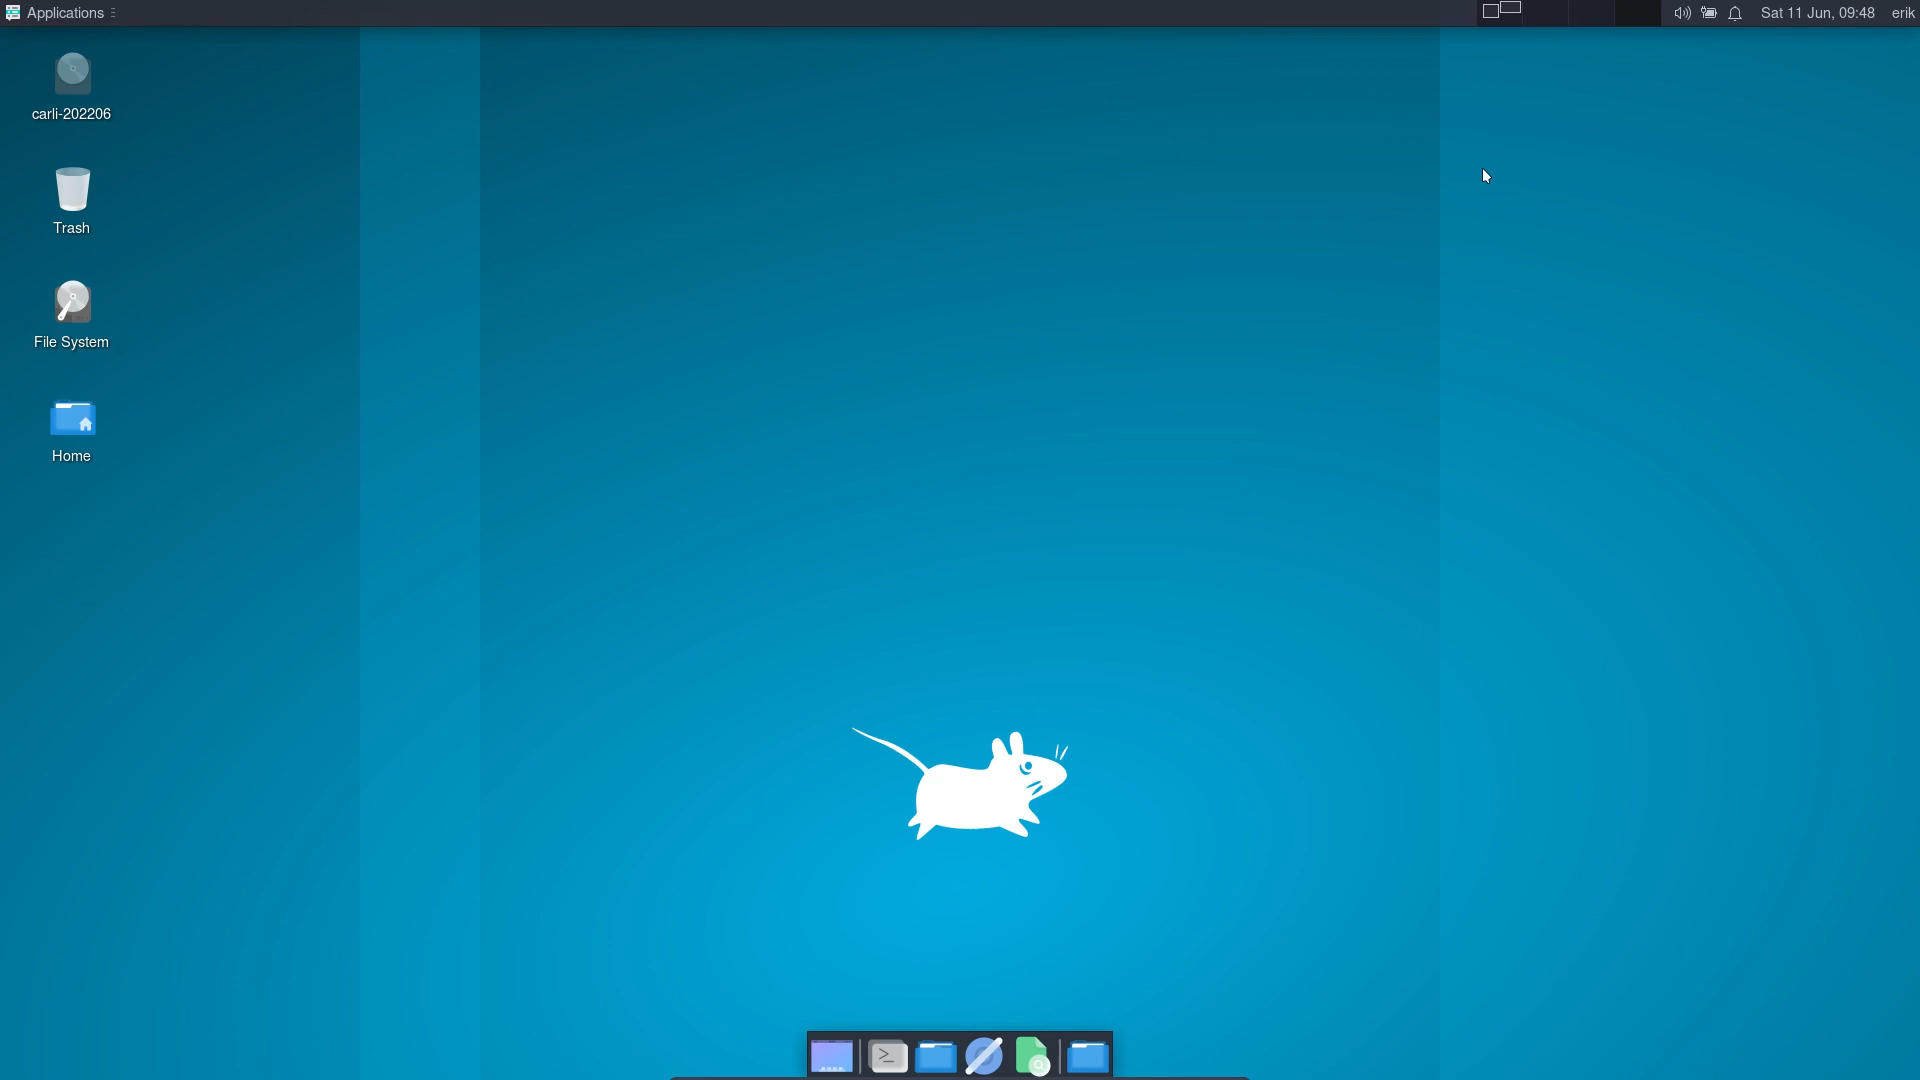 Applications
Sat 11 Jun, 09:48
erik
carli-202206
Trash
File System
Home